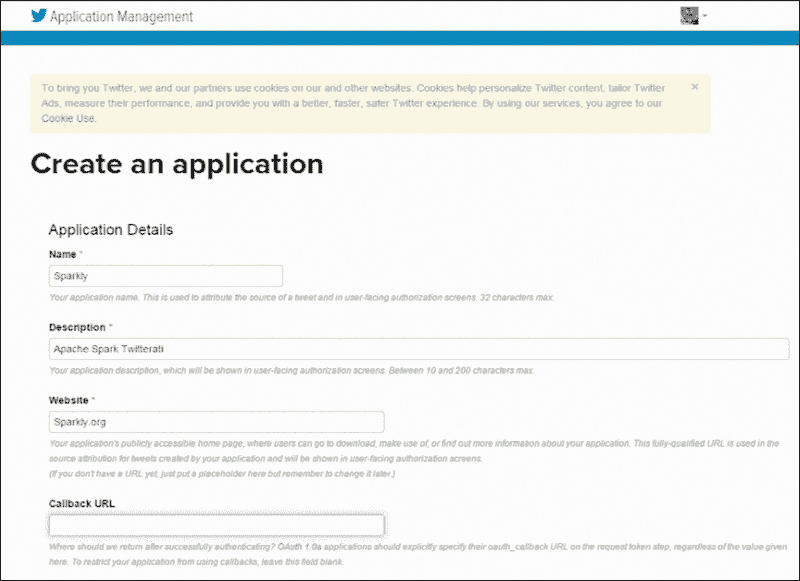 Application Management
To bring you Twitter, we and our partners use cookies on our and other websites. Cookies help personalize Twitter content, tailor Twitter
Ads, measure their performance, and provide you with a better, faster, safer Twitter experience. By using our services, you agree to our
Cookie Use.
×
Create an application
Application Details
Name *
Sparkly
Your application name. This is used to attribute the source of a tweet and in user-facing authorization screens. 32 characters max.
Description *
Apache Spark Twitterati
Your application description, which will be shown in user-facing authorization screens. Between 10 and 200 characters max.
Website *
Sparkly.org
Your application's publicly accessible home page, where users can go to download, make use of, or find out more information about your application. This fully-qualified URL is used in the
source attribution for tweets created by your application and will be shown in user-facing authorization screens.
(If you don't have a URL yet, just put a placeholder here but remember to change it later.)
Callback URL
Where should we return after successfully authenticating? OAuth 1.0a applications should explicitly specify their oauth_callback URL on the request token step, regardless of the value given
here. To restrict your application from using callbacks, leave this field blank.